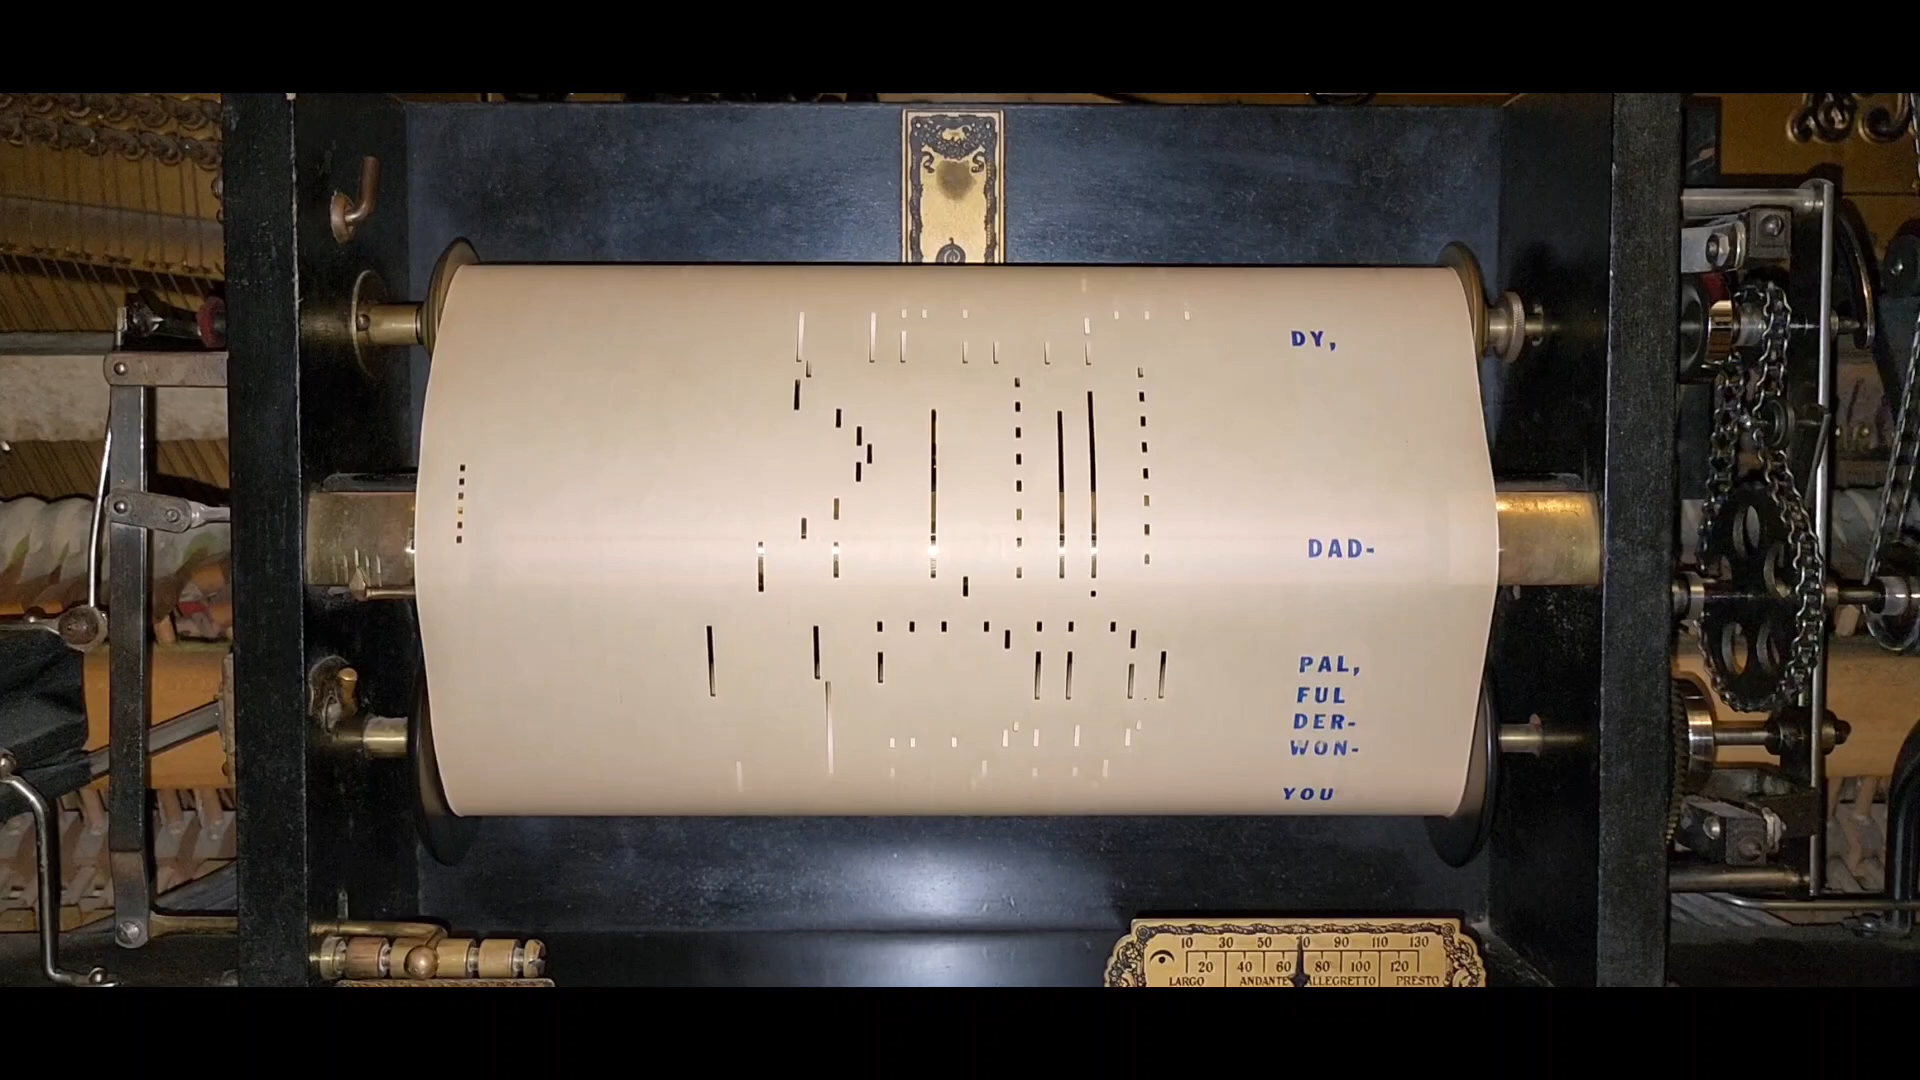 DY,
DAD-
PAL,
FUL
DER-
WON-
YOU
10 30 50 70 90 110 130
20 40 60 80 100 120
LARGO ANDANTE ALLEGRETTO PRESTO